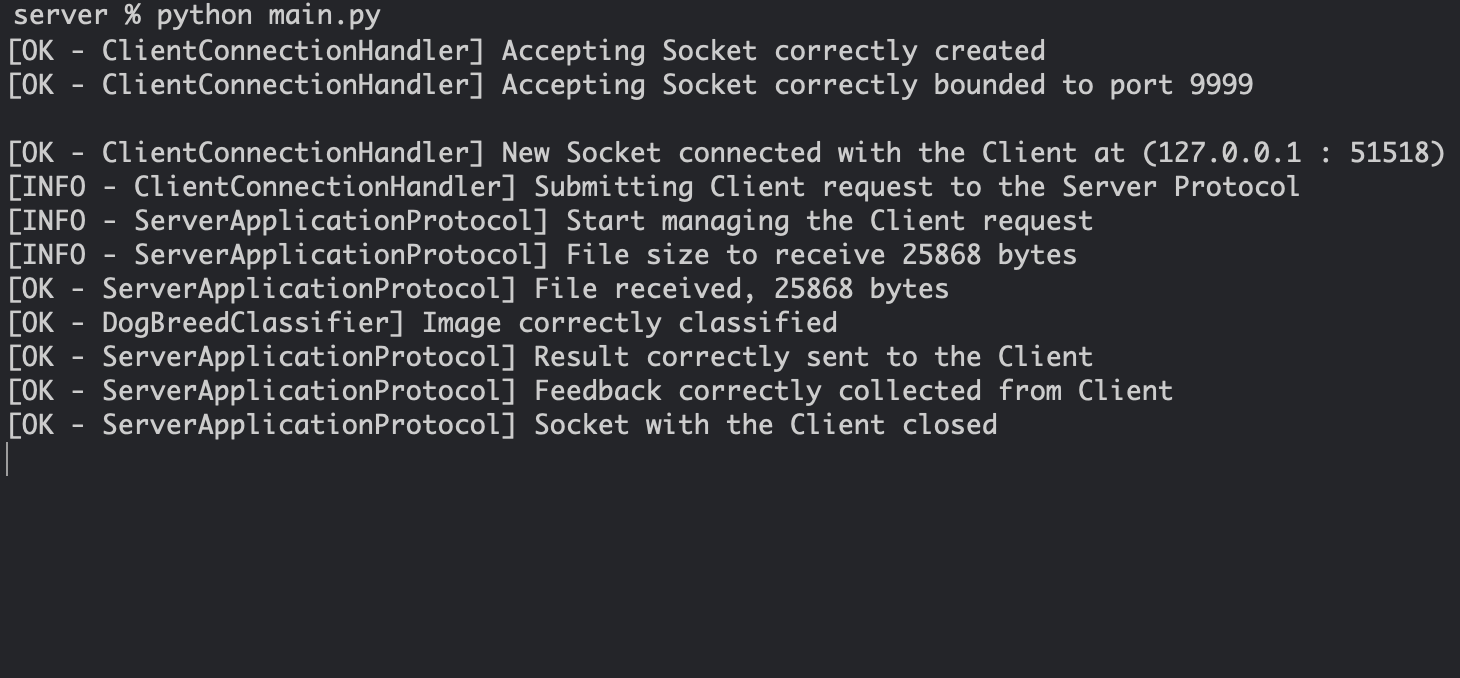 server % python main.py
[OK - ClientConnectionHandler] Accepting Socket correctly created
[OK - ClientConnectionHandler] Accepting Socket correctly bounded to port 9999
[OK - ClientConnectionHandler] New Socket connected with the Client at (127.0.0.1 : 51518)
[INFO - ClientConnectionHandler] Submitting Client request to the Server Protocol
[INFO - ServerApplicationProtocol] Start managing the Client request
[INFO - ServerApplicationProtocol] File size to receive 25868 bytes
[OK - ServerApplicationProtocol] File received, 25868 bytes
[OK - DogBreedClassifier] Image correctly classified
[OK - ServerApplicationProtocol] Result correctly sent to the Client
[OK - ServerApplicationProtocol] Feedback correctly collected from Client
[OK - ServerApplicationProtocol] Socket with the Client closed